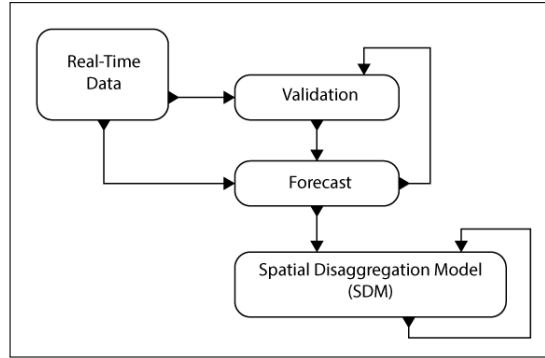 Real-Time
Data
Validation
Forecast
Spatial Disaggregation Model
(SDM)